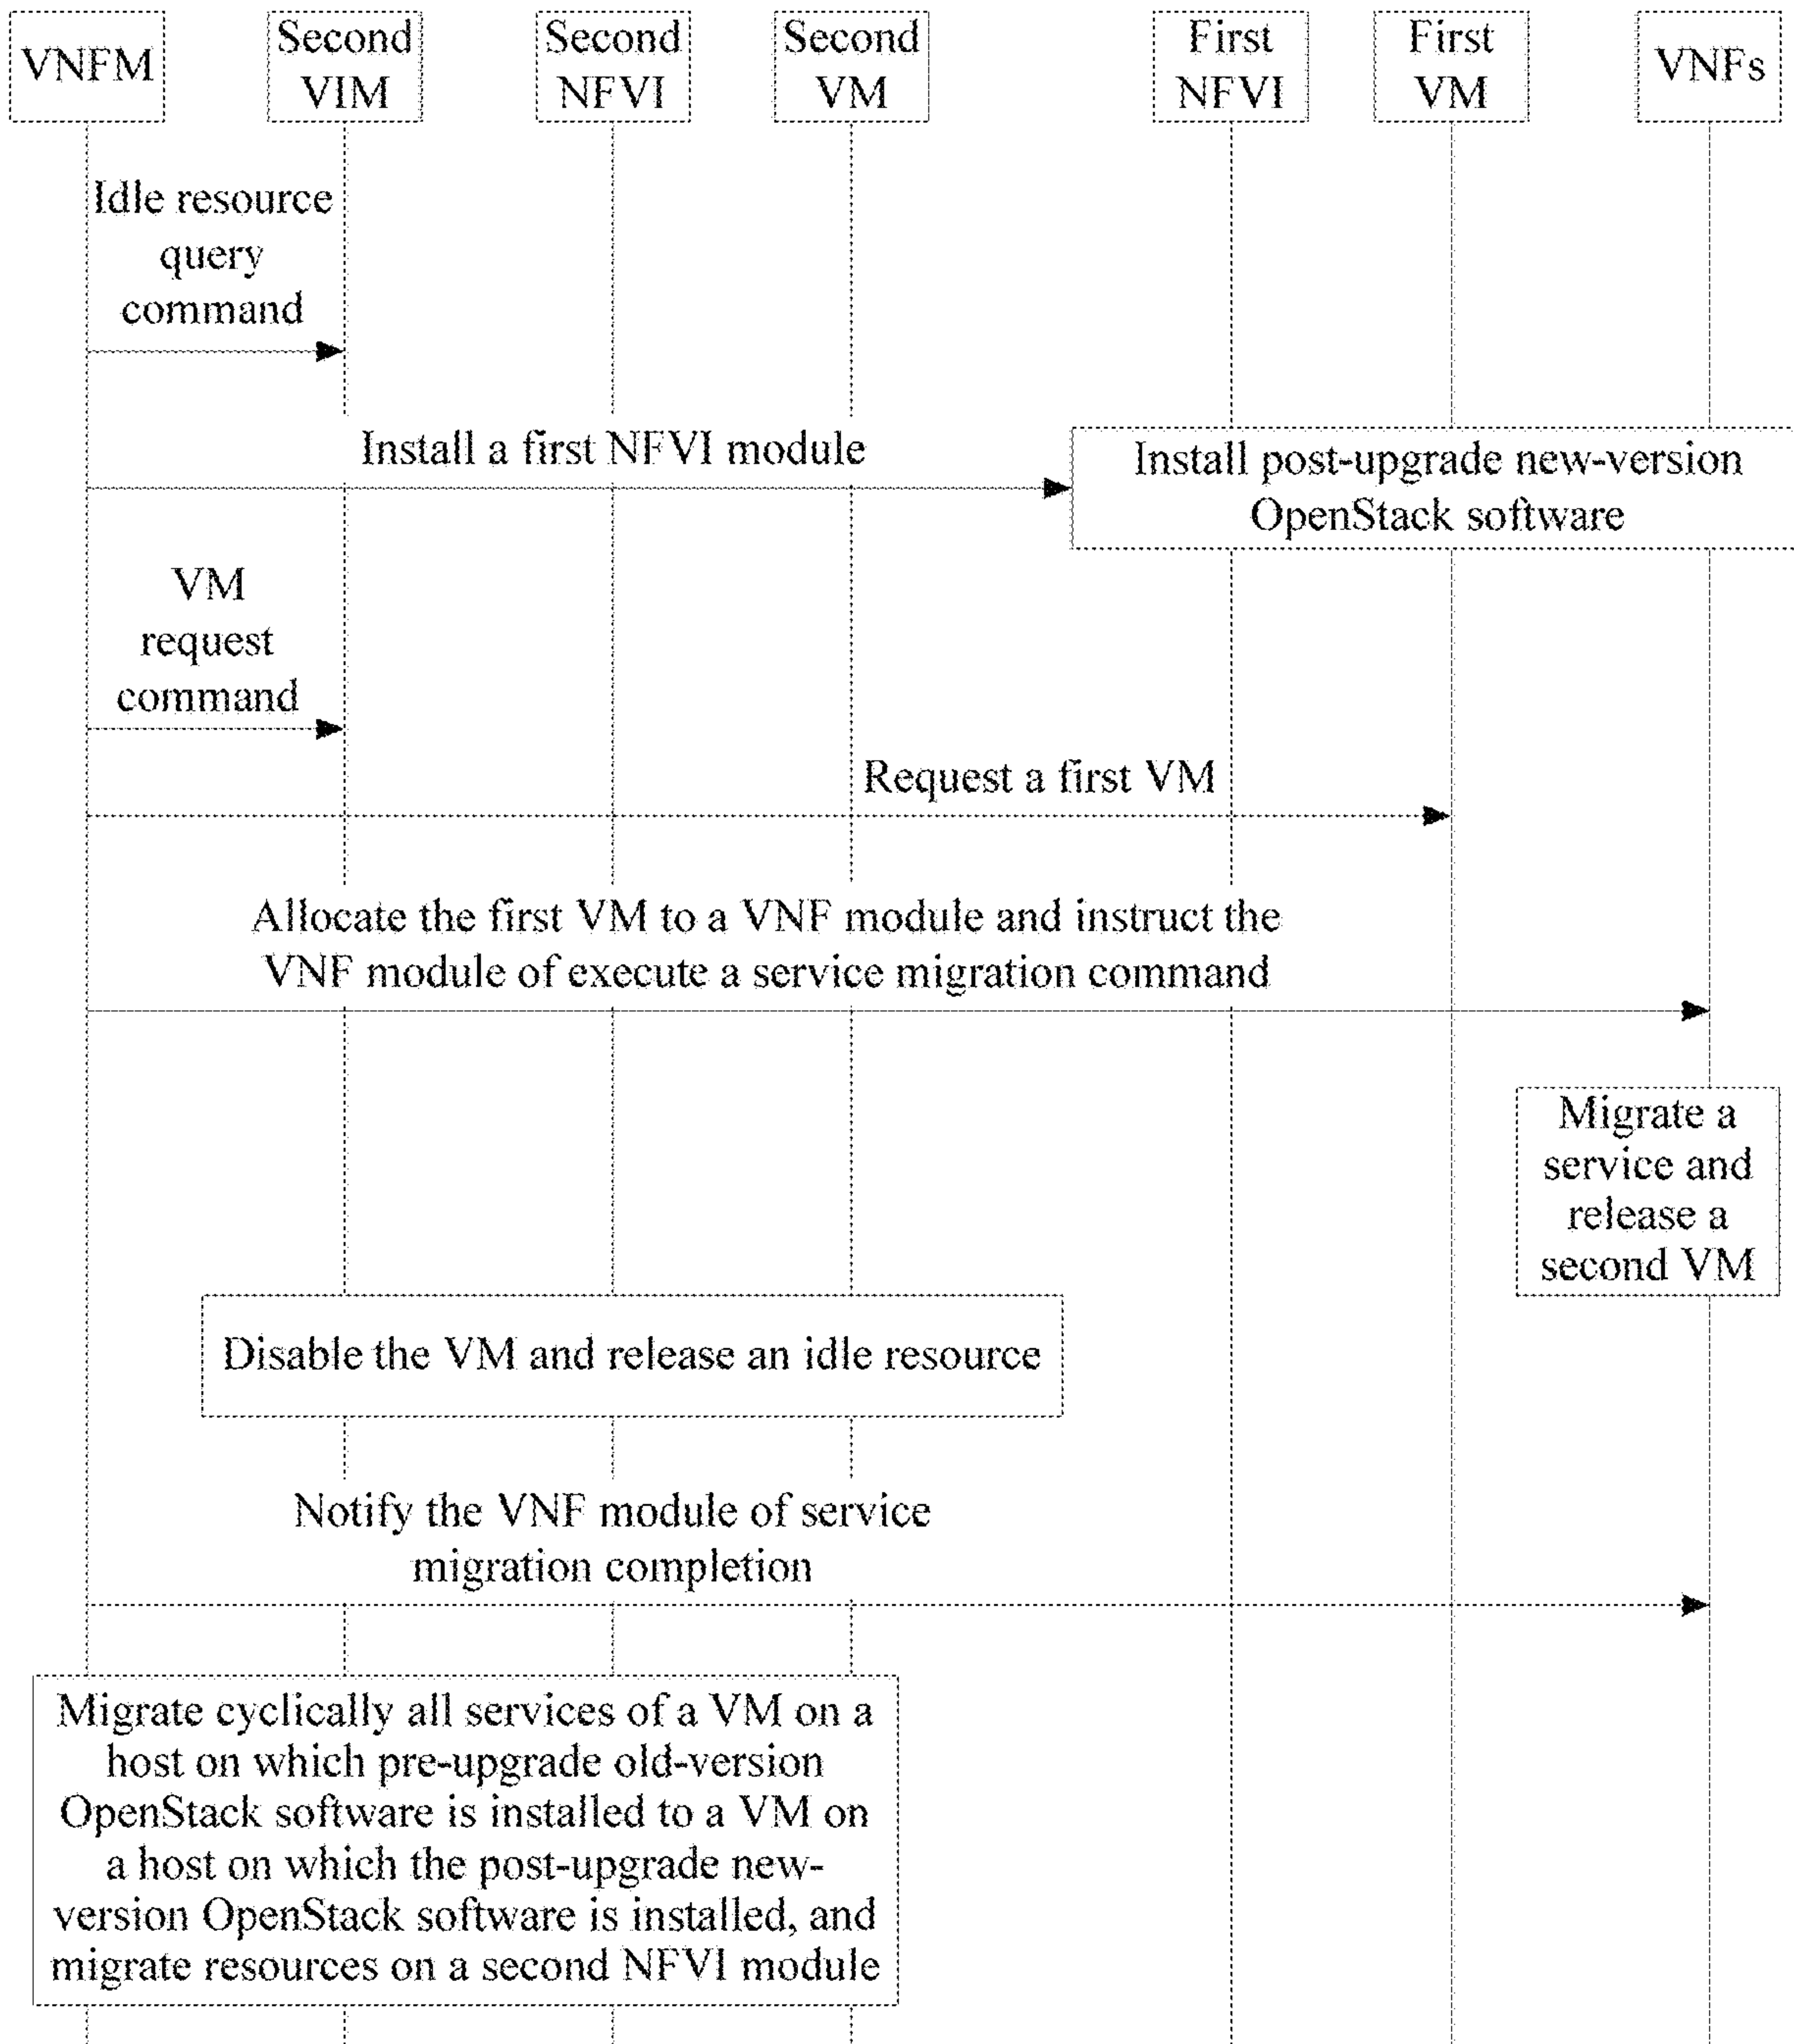 VNFM
Second
VIM
Second
NFVI
Second
VM
First
NFVI
First
VM
VNFs
Idle resource
query
command
Install a first NFVI module
Install post-upgrade new-version
OpenStack software
VM
request
command
Request a first VM
Allocate the first VM to a VNF module and instruct the
VNF module of execute a service migration command
Migrate a
service and
release a
second VM
Disable the VM and release an idle resource
Notify the VNF module of service
migration completion
Migrate cyclically all services of a VM on a
host on which pre-upgrade old-version
OpenStack software is installed to a VM on
a host on which the post-upgrade new-
version OpenStack software is installed, and
migrate resources on a second NFVI module